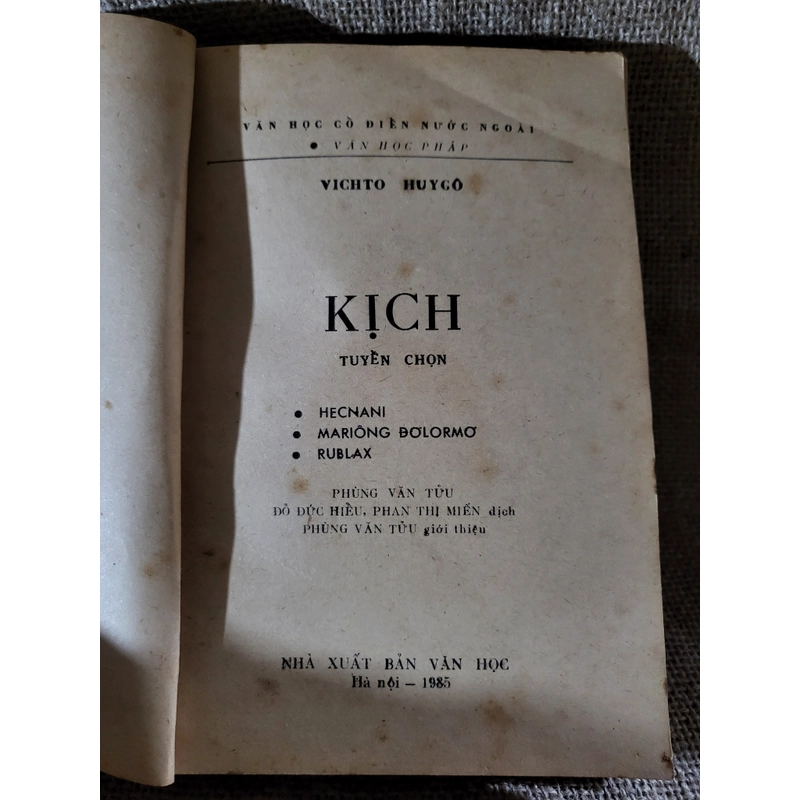 VĂN HỌC CỔ DIỂN NƯỚC NGOÀI
● VĂN HỌC PHÁP
VICHTO HUYGÔ
KỊCH
TUYỂN CHỌN
● HECNANI
● MARIÔNG ĐƠLORMƠ
● RUBLAX
PHÙNG VĂN TỬU
ĐỖ ĐỨC HIỂU, PHAN THỊ MIẾN dịch
PHÙNG VĂN TỬU giới thiệu
NHÀ XUẤT BẢN VĂN HỌC
Hà nội – 1985